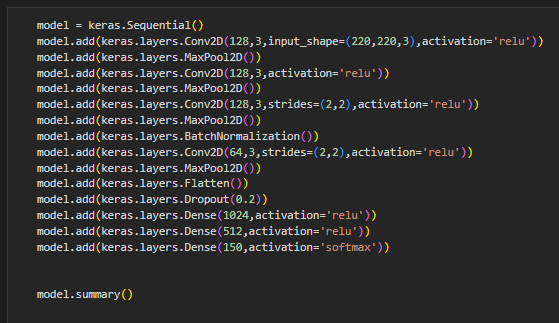 model = keras.Sequential()
model.add(keras.layers.Conv2D(128,3,input_shape=(220,220,3),activation='relu'))
model.add(keras.layers.MaxPool2D())
model.add(keras.layers.Conv2D(128,3,activation='relu'))
model.add(keras.layers.MaxPool2D())
model.add(keras.layers.Conv2D(128,3,strides=(2,2),activation='relu'))
model.add(keras.layers.MaxPool2D())
model.add(keras.layers.BatchNormalization())
model.add(keras.layers.Conv2D(64,3,strides=(2,2),activation='relu'))
model.add(keras.layers.MaxPool2D())
model.add(keras.layers.Flatten())
model.add(keras.layers.Dropout(0.2))
model.add(keras.layers.Dense(1024,activation='relu'))
model.add(keras.layers.Dense(512,activation='relu'))
model.add(keras.layers.Dense(150,activation='softmax'))
model.summary()